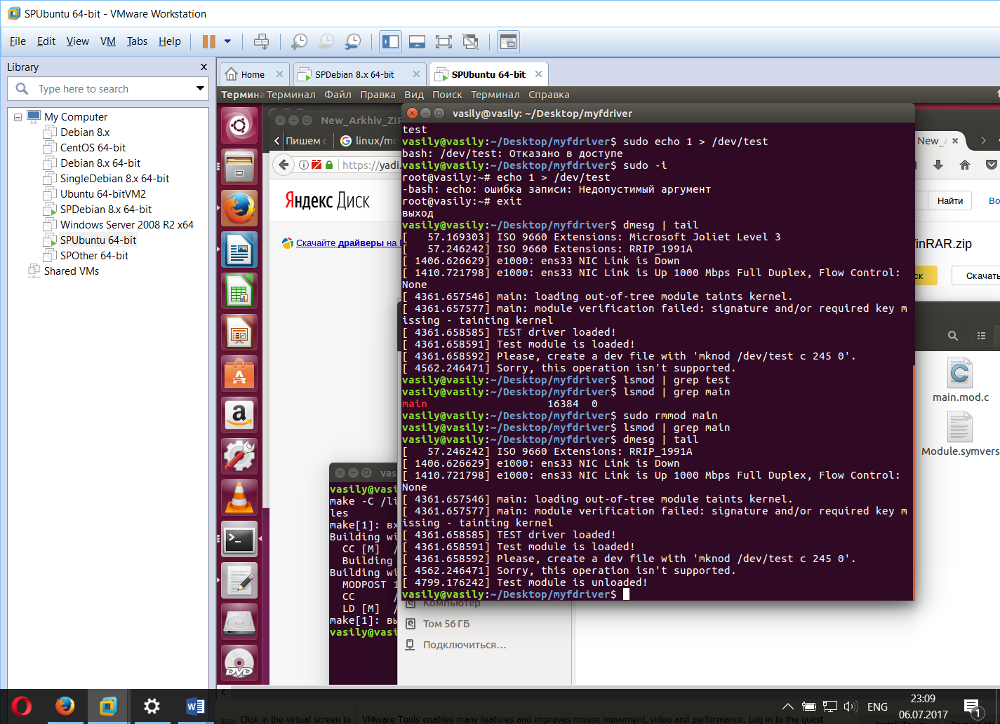 SPUbuntu 64-bit - VMware Workstation
File Edit View VM Tabs Help
Library
Type here to search
My Computer
Debian 8.x
CentOS 64-bit
Debian 8.x 64-bit
SingleDebian 8.x 64-bit
Ubuntu 64-bitVM2
SPDebian 8.x 64-bit
Windows Server 2008 R2 x64
SPUbuntu 64-bit
SPOther 64-bit
Shared VMs
Home SPDebian 8.x 64-bit SPUbuntu 64-bit
Термина Терминал Файл Правка Вид Поиск Терминал Справка
New_Arkhiv_ZIP
Пишем linux/mo
https://yadi.
Яндекс Диск
Скачайте драйверы на
vasily@vasily: ~/Desktop/myfdriver
test
vasily@vasily:~/Desktop/myfdriver$ sudo echo 1 > /dev/test
bash: /dev/test: Отказано в доступе
vasily@vasily:~/Desktop/myfdriver$ sudo -i
root@vasily:~# echo 1 > /dev/test
-bash: echo: ошибка записи: Недопустимый аргумент
root@vasily:~# exit
выход
vasily@vasily:~/Desktop/myfdriver$ dmesg | tail
[   57.169303] ISO 9660 Extensions: Microsoft Joliet Level 3
[   57.246242] ISO 9660 Extensions: RRIP_1991A
[ 1406.626629] e1000: ens33 NIC Link is Down
[ 1410.721798] e1000: ens33 NIC Link is Up 1000 Mbps Full Duplex, Flow Control:
None
[ 4361.657546] main: loading out-of-tree module taints kernel.
[ 4361.657577] main: module verification failed: signature and/or required key m
issing - tainting kernel
[ 4361.658585] TEST driver loaded!
[ 4361.658591] Test module is loaded!
[ 4361.658592] Please, create a dev file with 'mknod /dev/test c 245 0'.
[ 4562.246471] Sorry, this operation isn't supported.
vasily@vasily:~/Desktop/myfdriver$ lsmod | grep test
vasily@vasily:~/Desktop/myfdriver$ lsmod | grep main
main                   16384  0
vasily@vasily:~/Desktop/myfdriver$ sudo rmmod main
vasily@vasily:~/Desktop/myfdriver$ lsmod | grep main
vasily@vasily:~/Desktop/myfdriver$ dmesg | tail
[   57.246242] ISO 9660 Extensions: RRIP_1991A
[ 1406.626629] e1000: ens33 NIC Link is Down
[ 1410.721798] e1000: ens33 NIC Link is Up 1000 Mbps Full Duplex, Flow Control:
None
[ 4361.657546] main: loading out-of-tree module taints kernel.
[ 4361.657577] main: module verification failed: signature and/or required key m
issing - tainting kernel
[ 4361.658585] TEST driver loaded!
[ 4361.658591] Test module is loaded!
[ 4361.658592] Please, create a dev file with 'mknod /dev/test c 245 0'.
[ 4562.246471] Sorry, this operation isn't supported.
[ 4799.176242] Test module is unloaded!
vasily@vasily:~/Desktop/myfdriver$
New_
Найти Во
inRAR.zip
ск Скачать
main.mod.c
Module.symvers
vas
vasily@vasi
make -C /li
les
make[1]: вх
Building wi
CC [M] /
Building
Building wi
MODPOST 1
CC /
LD [M] /
make[1]: вы
vasily@vasi
Компьютер
Том 56 ГБ
Подключиться...
DVD
Click in the virtual screen to
VMware Tools enables many features and improves mouse movement, video and performance. Log in to the guest
ENG
23:09
06.07.2017
1